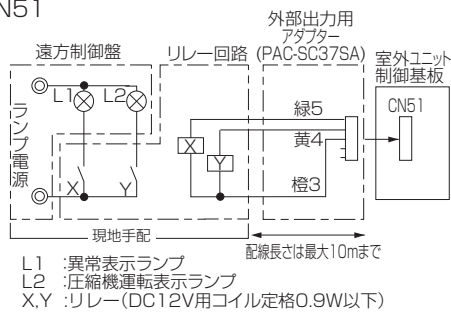 CN51
外部出力用
アダプター
(PAC-SC37SA)
遠方制御盤
リレー回路
室外ユニット
制御基板
L1
L2
ランプ電源
X
Y
X
Y
緑5
黄4
橙3
CN51
現地手配
配線長さは最大10mまで
L1 :異常表示ランプ
L2 :圧縮機運転表示ランプ
X,Y :リレー(DC12V用コイル定格0.9W以下)